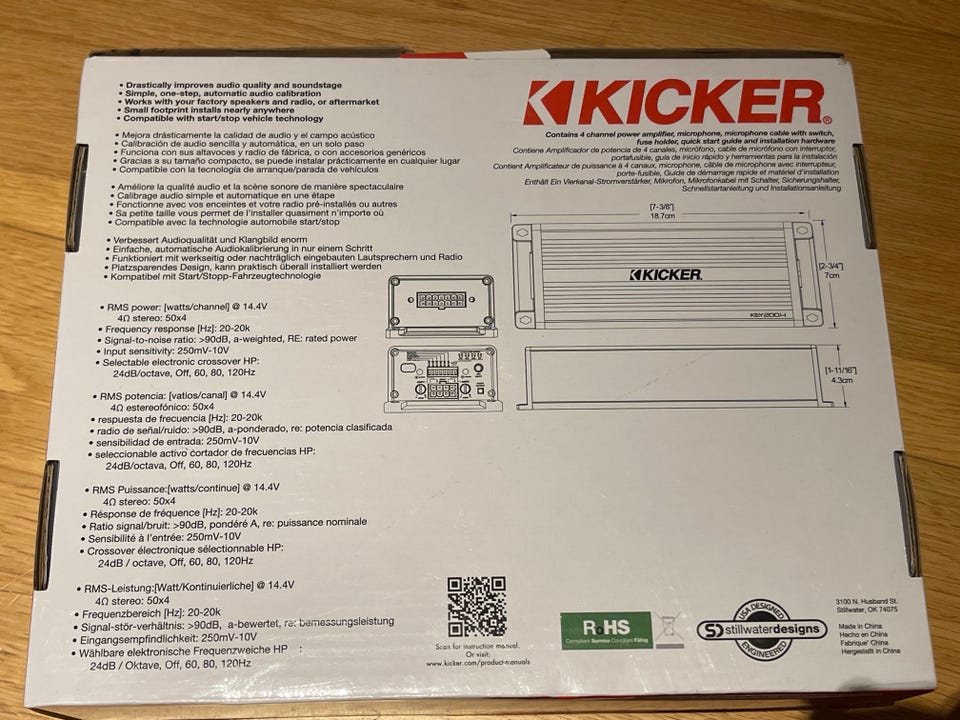 • Drastically improves audio quality and soundstage
• Simple, one-step, automatic audio calibration
• Works with your factory speakers and radio, or aftermarket
• Small footprint installs nearly anywhere
• Compatible with start/stop vehicle technology
• Mejora drásticamente la calidad de audio y el campo acústico
• Calibración de audio sencilla y automática, en un solo paso
• Funciona con sus altavoces y radio de fábrica, o con accesorios genéricos
• Gracias a su tamaño compacto, se puede instalar prácticamente en cualquier lugar
• Compatible con la tecnología de arranque/parada de vehículos
• Améliore la qualité audio et la scène sonore de manière spectaculaire
• Calibrage audio simple et automatique en une étape
• Fonctionne avec vos enceintes et votre radio pré-installés ou autres
• Sa petite taille vous permet de l'installer quasiment n'importe où
• Compatible avec la technologie automobile start/stop
• Verbessert Audioqualität und Klangbild enorm
• Einfache, automatische Audiokalibrierung in nur einem Schritt
• Funktioniert mit werkseitig oder nachträglich eingebauten Lautsprechern und Radio
• Platzsparendes Design, kann praktisch überall installiert werden
• Kompatibel mit Start/Stopp-Fahrzeugtechnologie
• RMS power: [watts/channel] @ 14.4V
4Ω stereo: 50x4
• Frequency response [Hz]: 20-20k
• Signal-to-noise ratio: >90dB, a-weighted, RE: rated power
• Input sensitivity: 250mV-10V
• Selectable electronic crossover HP:
24dB/octave, Off, 60, 80, 120Hz
• RMS potencia: [vatios/canal] @ 14.4V
4Ω estereofónico: 50x4
• respuesta de frecuencia [Hz]: 20-20k
• radio de señal/ruido: >90dB, a-ponderado, re: potencia clasificada
• sensibilidad de entrada: 250mV-10V
• seleccionable activo cortador de frecuencias HP:
24dB/octava, Off, 60, 80, 120Hz
• RMS Puissance:[watts/continue] @ 14.4V
4Ω stereo: 50x4
• Résponse de fréquence [Hz]: 20-20k
• Ratio signal/bruit: >90dB, pondéré A, re: puissance nominale
• Sensibilité à l'entrée: 250mV-10V
• Crossover électronique sélectionnable HP:
24dB / octave, Off, 60, 80, 120Hz
• RMS-Leistung:[Watt/Kontinuierliche] @ 14.4V
4Ω stereo: 50x4
• Frequenzbereich [Hz]: 20-20k
• Signal-stör-verhältnis: >90dB, a-bewertet, re: bemessungsleistung
• Eingangsempfindlichkeit: 250mV-10V
• Wählbare elektronische Frequenzweiche HP :
24dB / Oktave, Off, 60, 80, 120Hz
KICKER®
Contains 4 channel power amplifier, microphone, microphone cable with switch,
fuse holder, quick start guide and installation hardware
Contiene Amplificador de potencia de 4 canales, micrófono, cable de micrófono con interruptor,
portafusible, guía de inicio rápido y herramientas para la instalación
Contient Amplificateur de puissance à 4 canaux, microphone, câble de microphone avec interrupteur,
porte-fusible, Guide de démarrage rapide et matériel d'installation
Enthält Ein Vierkanal-Stromverstärker, Mikrofon, Mikrofonkabel mit Schalter, Sicherungshalter,
Schnellstartanleitung und Installationsanleitung
[7-3/8"]
18.7cm
KICKER
KEY200.4
[2-3/4"]
7cm
[1-11/16"]
4.3cm
Scan for instruction manual.
Or visit:
www.kicker.com/product-manuals
RoHS
Compliant Sumiso Conciliant Fähig
USA DESIGNED
stillwaterdesigns
ENGINEERED
3100 N. Husband St.
Stillwater, OK 74075
Made in China
Hecho en China
Fabrique' China
Hergestellt in China